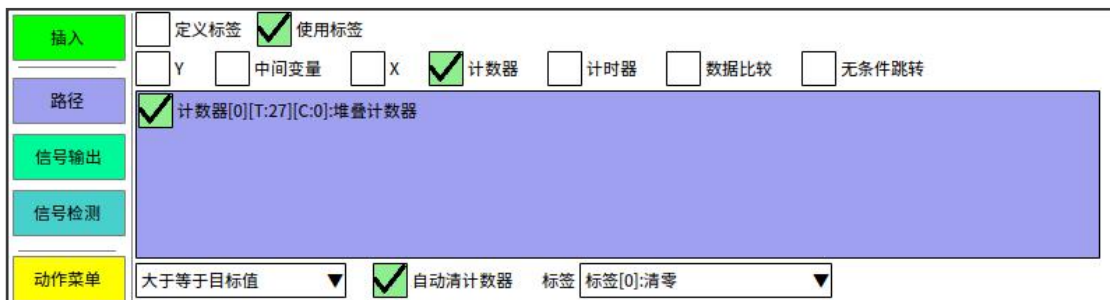 插入
路径
信号输出
信号检测
动作菜单
定义标签 使用标签
Y 中间变量 X 计数器 计时器 数据比较 无条件跳转
计数器[0][T:27][C:0]:堆叠计数器
大于等于目标值 自动清计数器 标签 标签[0]:清零